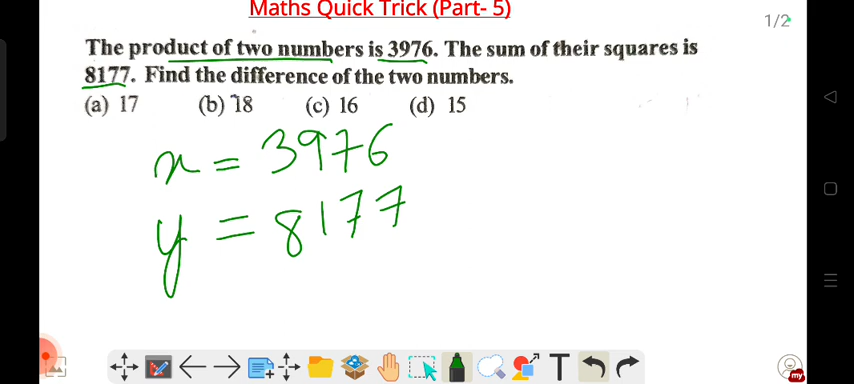 Maths Quick Trick (Part- 5)
1/2
The product of two numbers is 3976. The sum of their squares is
8177. Find the difference of the two numbers.
(a) 17 (b) 18 (c) 16 (d) 15
x = 3976
y = 8177
T
my